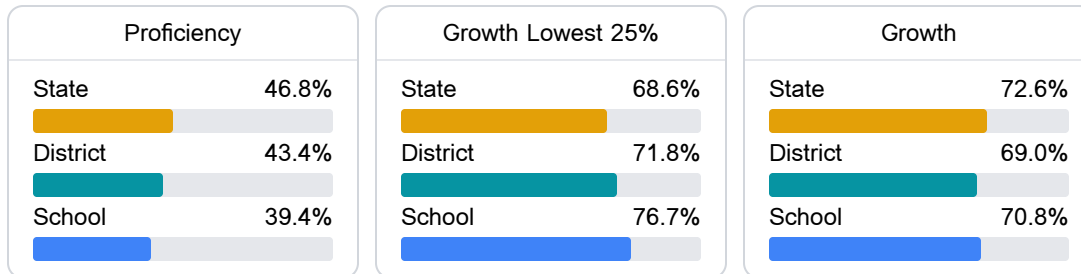 Proficiency
State 46.8%
District 43.4%
School 39.4%
Growth Lowest 25%
State 68.6%
District 71.8%
School 76.7%
Growth
State 72.6%
District 69.0%
School 70.8%